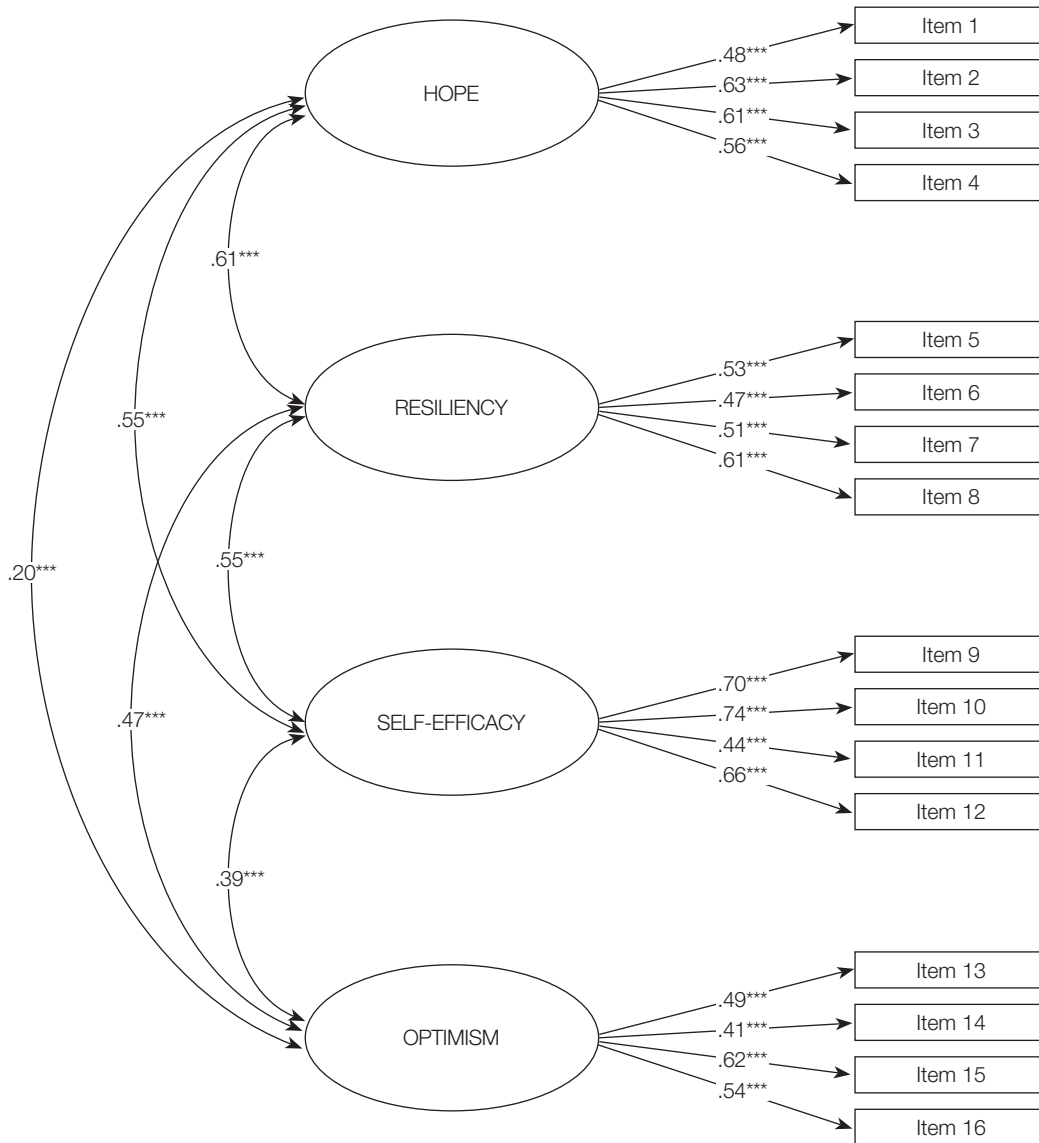 Item 1
.48***
HOPE
.63***
Item 2
.61***
Item 3
.56***
Item 4
.61***
Item 5
.53***
RESILIENCY
.47***
Item 6
.55***
.51***
Item 7
.61***
Item 8
.55***
.20***
Item 9
.70***
.47***
SELF-EFFICACY
.74***
Item 10
.44***
Item 11
.66***
Item 12
.39***
Item 13
.49***
OPTIMISM
.41***
Item 14
.62***
Item 15
.54***
Item 16